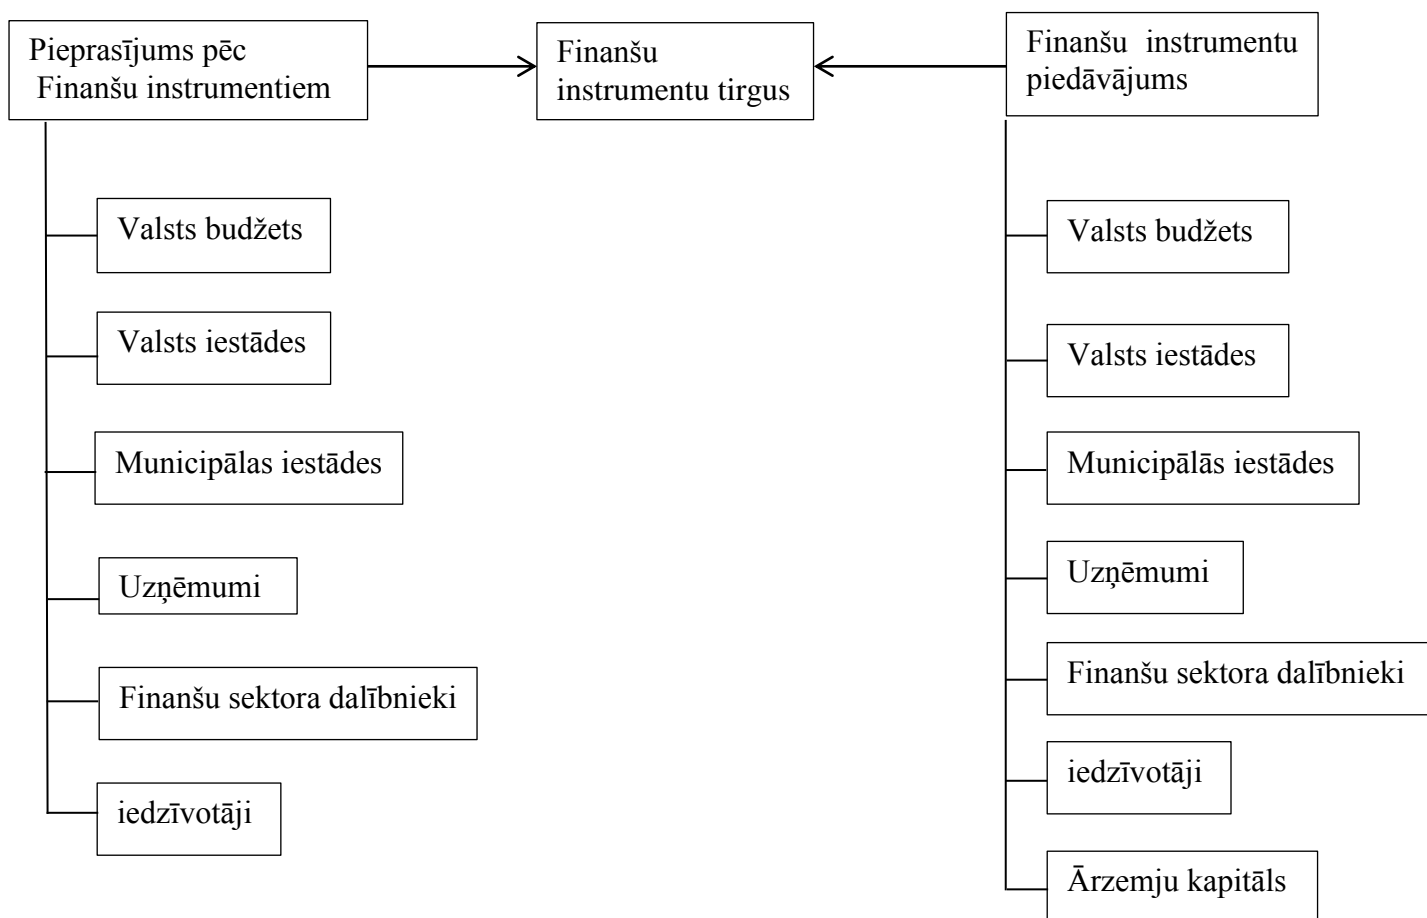 Pieprasījums pēc
Finanšu instrumentiem
Finanšu
instrumentu tirgus
Finanšu instrumentu
piedāvājums
Valsts budžets
Valsts iestādes
Municipālas iestādes
Uzņēmumi
Finanšu sektora dalībnieki
iedzīvotāji
Valsts budžets
Valsts iestādes
Municipālās iestādes
Uzņēmumi
Finanšu sektora dalībnieki
iedzīvotāji
Ārzemju kapitāls